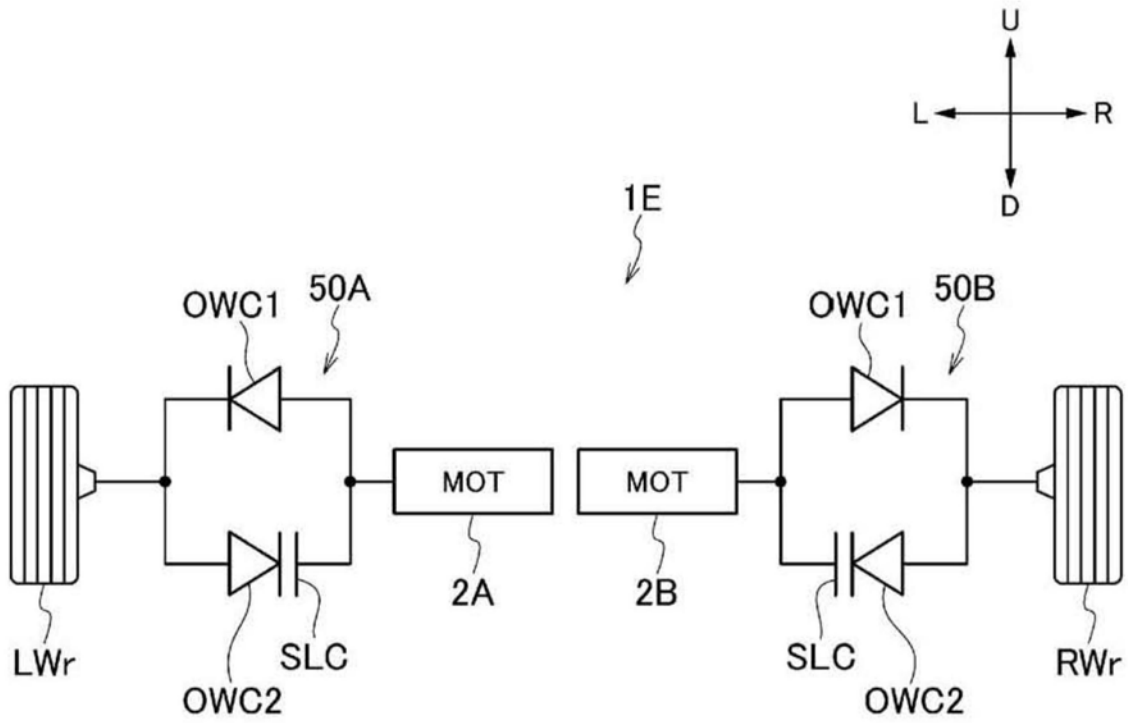 U
L R
D
1E
OWC1 50A OWC1 50B
MOT MOT
2A 2B
LWr SLC SLC RWr
OWC2 OWC2